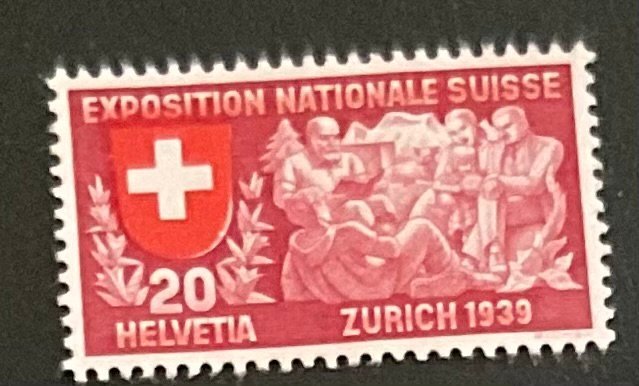 EXPOSITION NATIONALE SUISSE
20
HELVETIA
ZURICH 1939